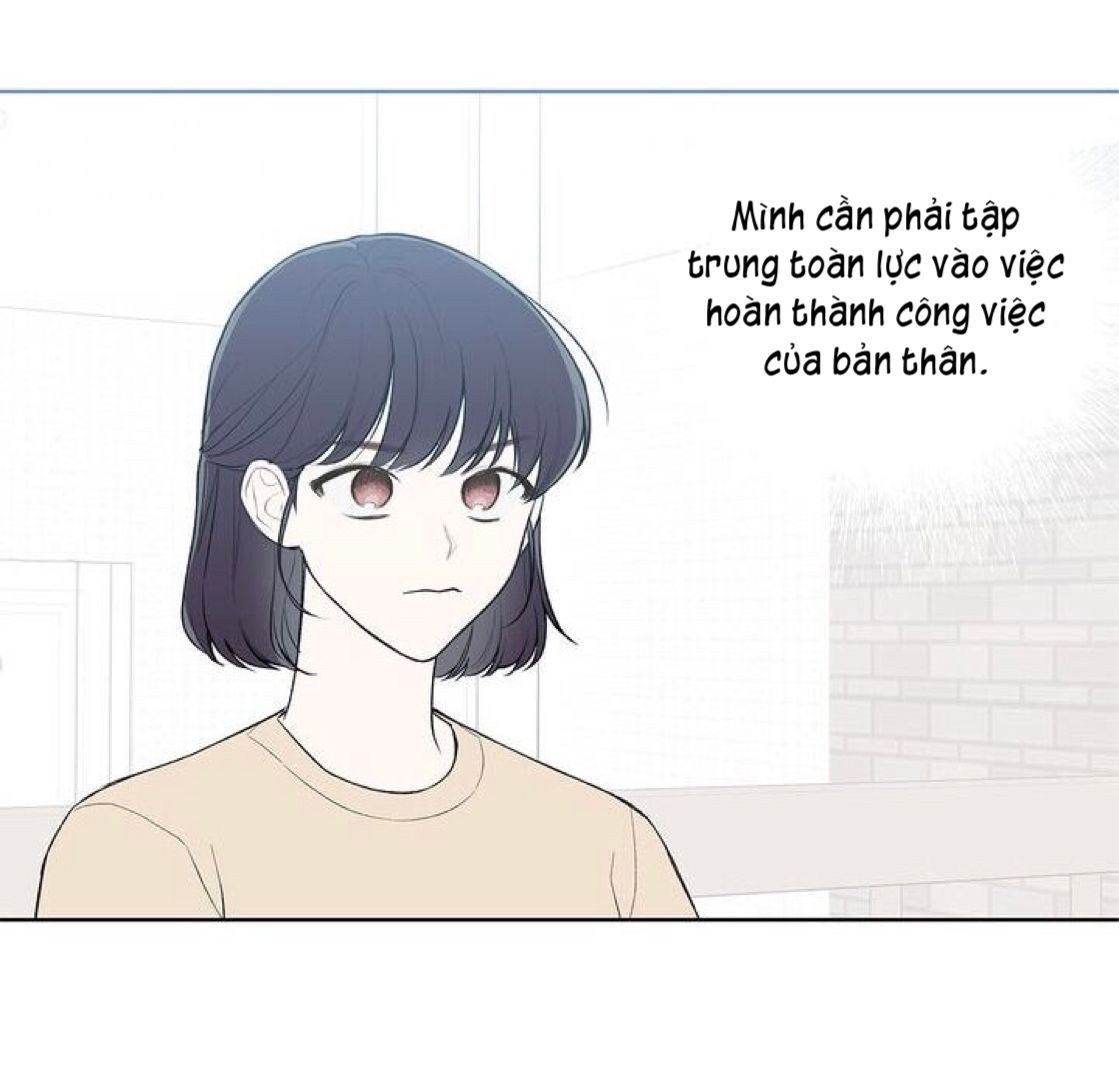 Mình cần phải tập
trung toàn lực vào việc
hoàn thành công việc
của bản thân.